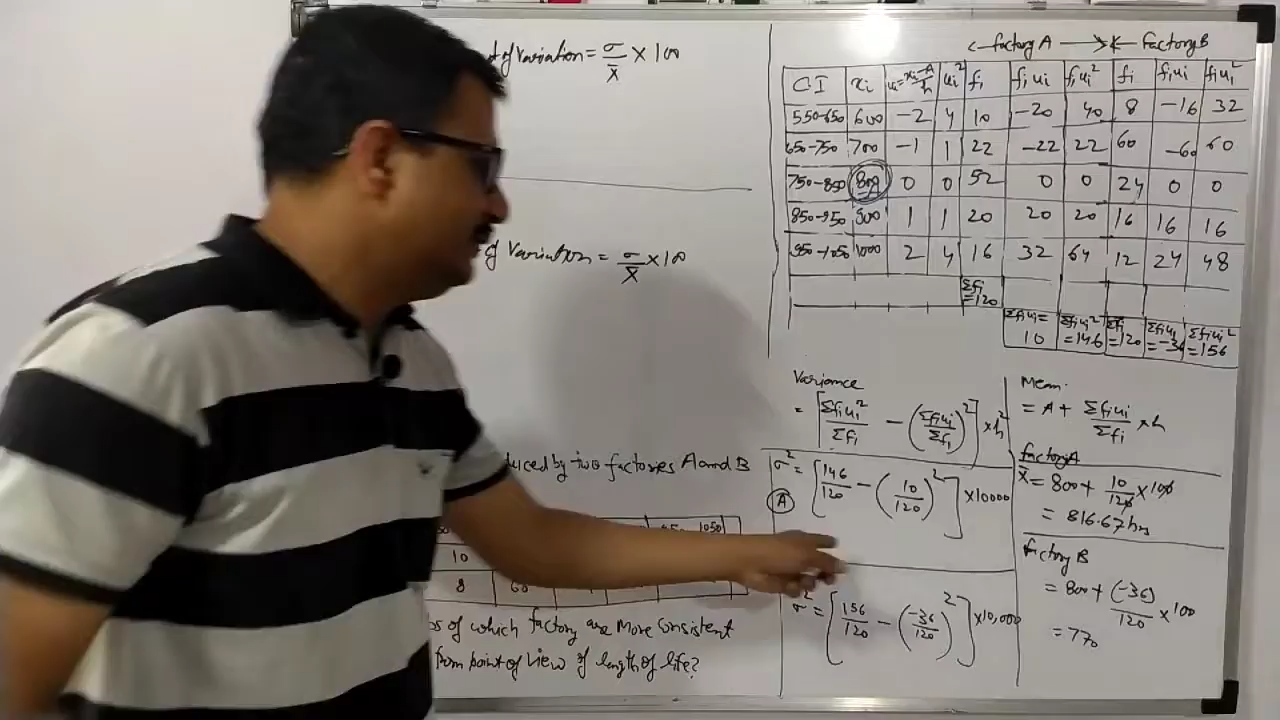 of Variation = σ/x̄ × 100
of Variation = σ/x̄ × 100
duced by two factories A and B
1050
10
8 60
of which factory are more consistent
from point of view of length of life?
← factory A → ← factory B
CI xi ui = xi-A/h ui² fi fiui fiui² fi fiui fiui²
550-650 600 -2 4 10 -20 40 8 -16 32
650-750 700 -1 1 22 -22 22 60 -60 60
750-850 800 0 0 52 0 0 24 0 0
850-950 900 1 1 20 20 20 16 16 16
950-1050 1000 2 4 16 32 64 12 24 48
Σfi = 120
Σfiui = 10 Σfiui² = 146 Σfi = 120 Σfiui = -36 Σfiui² = 156
Variance
= [Σfiui²/Σfi - (Σfiui/Σfi)²] × h²
σ² = [146/120 - (10/120)²] × 10000
A
σ² = [156/120 - (-36/120)²] × 10,000
Mean
= A + Σfiui/Σfi × h
factory A
x̄ = 800 + 10/120 × 100
= 816.67 hrs
factory B
= 800 + (-36)/120 × 100
= 770